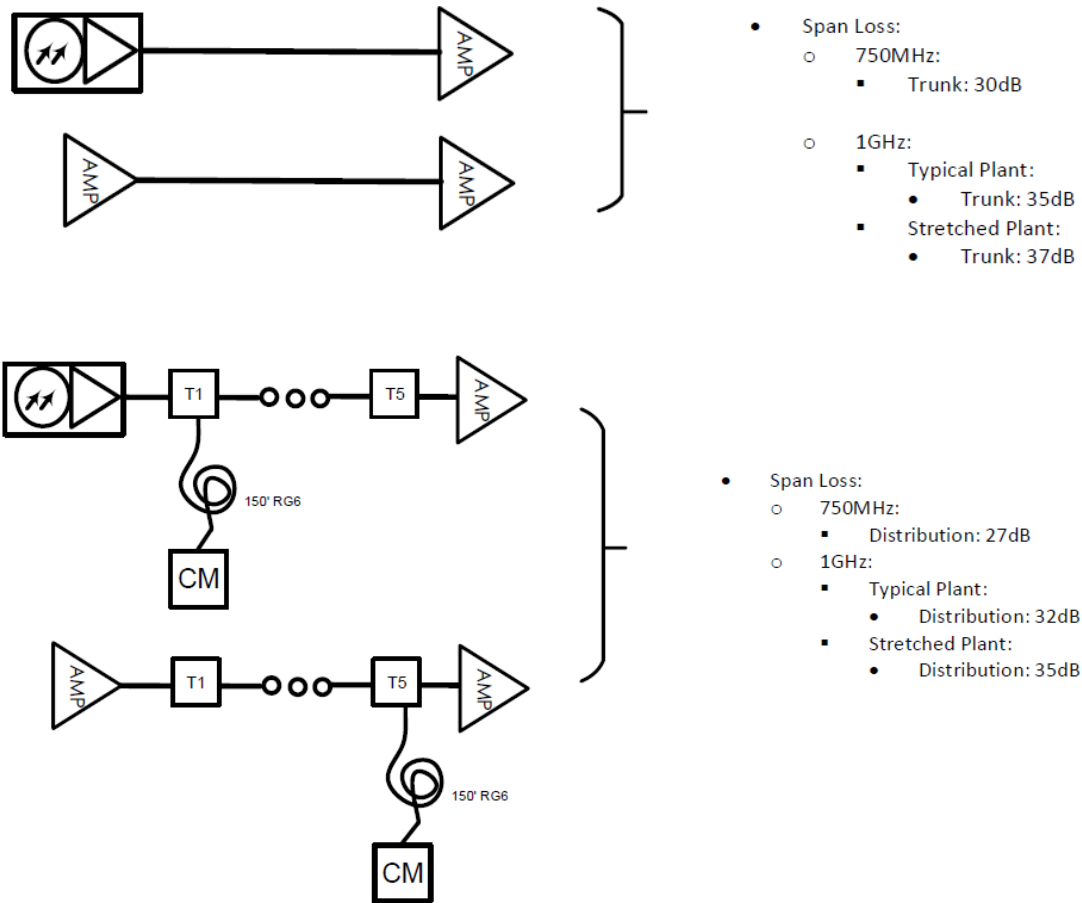 AMP
• Span Loss:
o 750MHz:
▪ Trunk: 30dB
AMP
AMP
o 1GHz:
▪ Typical Plant:
• Trunk: 35dB
▪ Stretched Plant:
• Trunk: 37dB
T1
T5
AMP
150' RG6
CM
• Span Loss:
o 750MHz:
▪ Distribution: 27dB
o 1GHz:
▪ Typical Plant:
• Distribution: 32dB
▪ Stretched Plant:
• Distribution: 35dB
AMP
T1
T5
AMP
150' RG6
CM